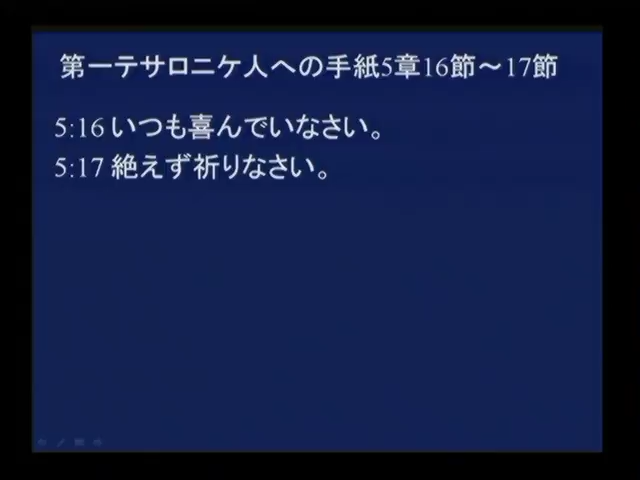 第一テサロニケ人への手紙5章16節～17節
5:16 いつも喜んでいなさい。
5:17 絶えず祈りなさい。